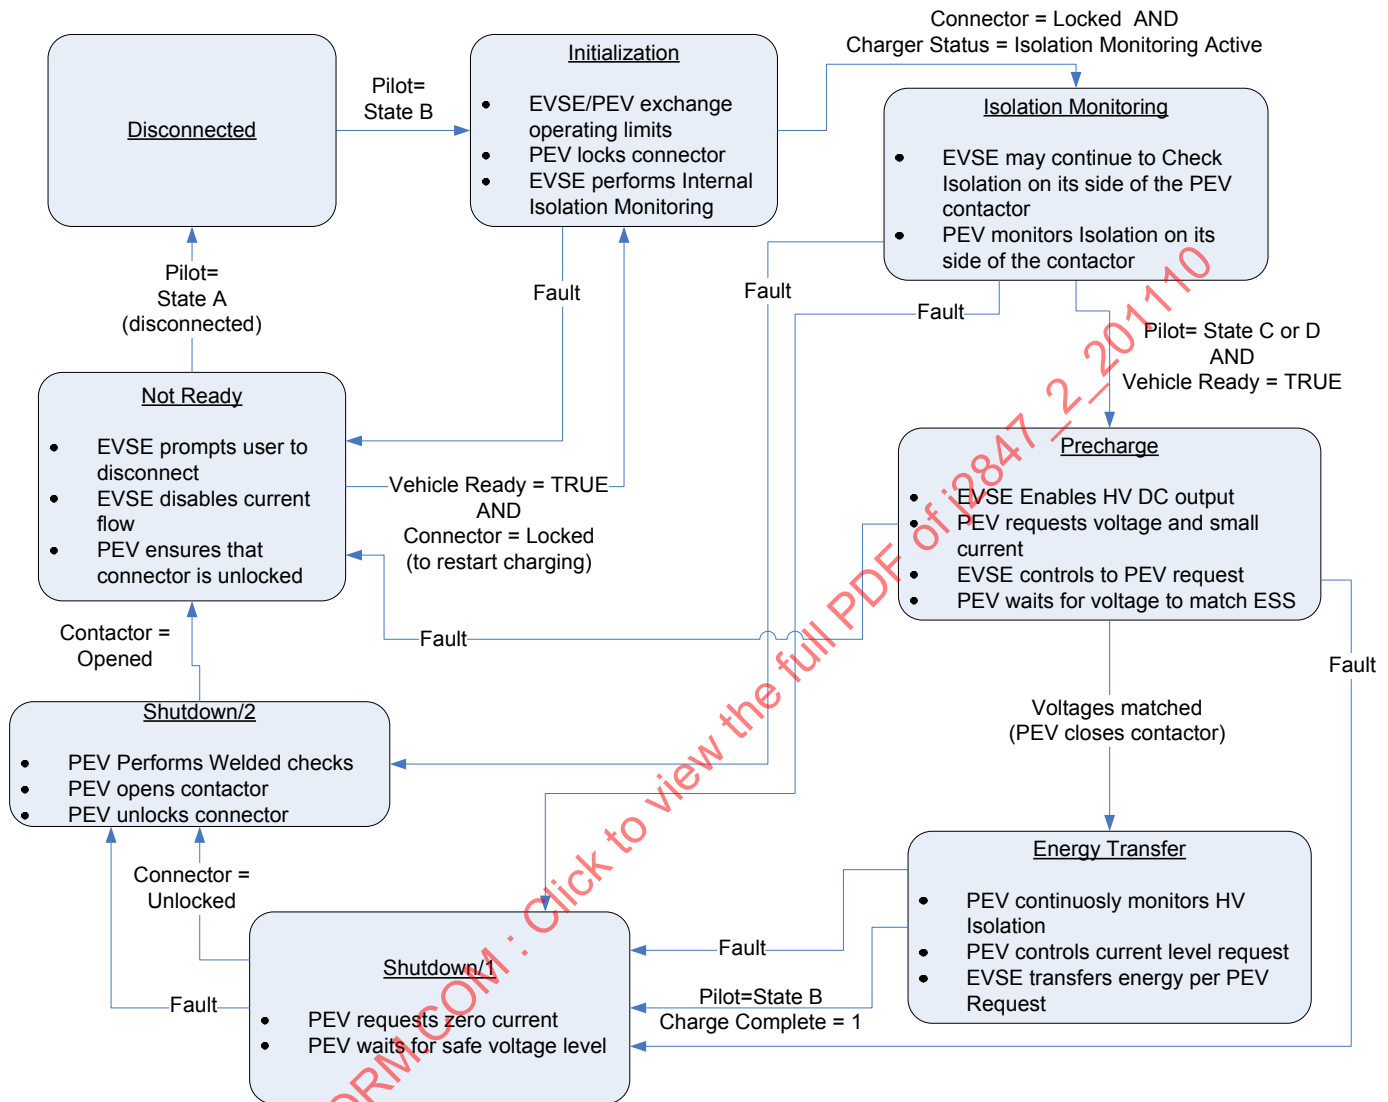 Connector = Locked AND
Charger Status = Isolation Monitoring Active
Disconnected
Pilot=
State B
Initialization
• EVSE/PEV exchange
operating limits
• PEV locks connector
• EVSE performs Internal
Isolation Monitoring
Isolation Monitoring
• EVSE may continue to Check
Isolation on its side of the PEV
contactor
• PEV monitors Isolation on its
side of the contactor
Pilot=
State A
(disconnected)
Fault
Fault
Fault
Pilot= State C or D
AND
Vehicle Ready = TRUE
Not Ready
• EVSE prompts user to
disconnect
• EVSE disables current
flow
• PEV ensures that
connector is unlocked
Vehicle Ready = TRUE
AND
Connector = Locked
(to restart charging)
Precharge
• EVSE Enables HV DC output
• PEV requests voltage and small
current
• EVSE controls to PEV request
• PEV waits for voltage to match ESS
Fault
Fault
Contactor =
Opened
Voltages matched
(PEV closes contactor)
Shutdown/2
• PEV Performs Welded checks
• PEV opens contactor
• PEV unlocks connector
Connector =
Unlocked
Fault
Shutdown/1
• PEV requests zero current
• PEV waits for safe voltage level
Fault
Pilot=State B
Charge Complete = 1
Energy Transfer
• PEV continuosly monitors HV
Isolation
• PEV controls current level request
• EVSE transfers energy per PEV
Request
ORM.COM : Click to view the full PDF of j2847_2_201110